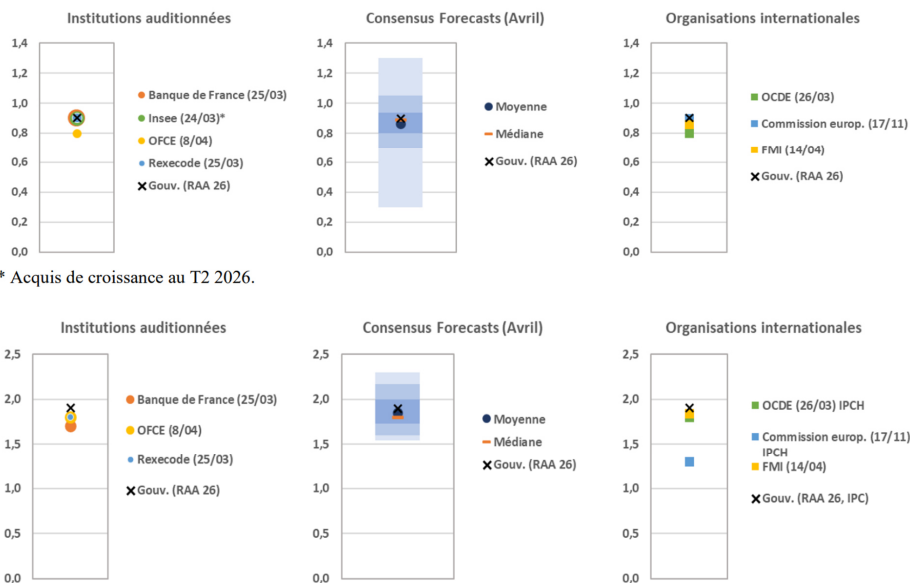 Institutions auditionnées
1,4
1,2
1,0
0,8
0,6
0,4
0,2
0,0
Banque de France (25/03)
Insee (24/03)*
OFCE (8/04)
Rexecode (25/03)
Gouv. (RAA 26)
Consensus Forecasts (Avril)
1,4
1,2
1,0
0,8
0,6
0,4
0,2
0,0
Moyenne
Médiane
Gouv. (RAA 26)
Organisations internationales
1,4
1,2
1,0
0,8
0,6
0,4
0,2
0,0
OCDE (26/03)
Commission europ. (17/11)
FMI (14/04)
Gouv. (RAA 26)
* Acquis de croissance au T2 2026.
Institutions auditionnées
2,5
2,0
1,5
1,0
0,5
0,0
Banque de France (25/03)
OFCE (8/04)
Rexecode (25/03)
Gouv. (RAA 26)
Consensus Forecasts (Avril)
2,5
2,0
1,5
1,0
0,5
0,0
Moyenne
Médiane
Gouv. (RAA 26)
Organisations internationales
2,5
2,0
1,5
1,0
0,5
0,0
OCDE (26/03) IPCH
Commission europ. (17/11)
IPCH
FMI (14/04)
Gouv. (RAA 26, IPC)